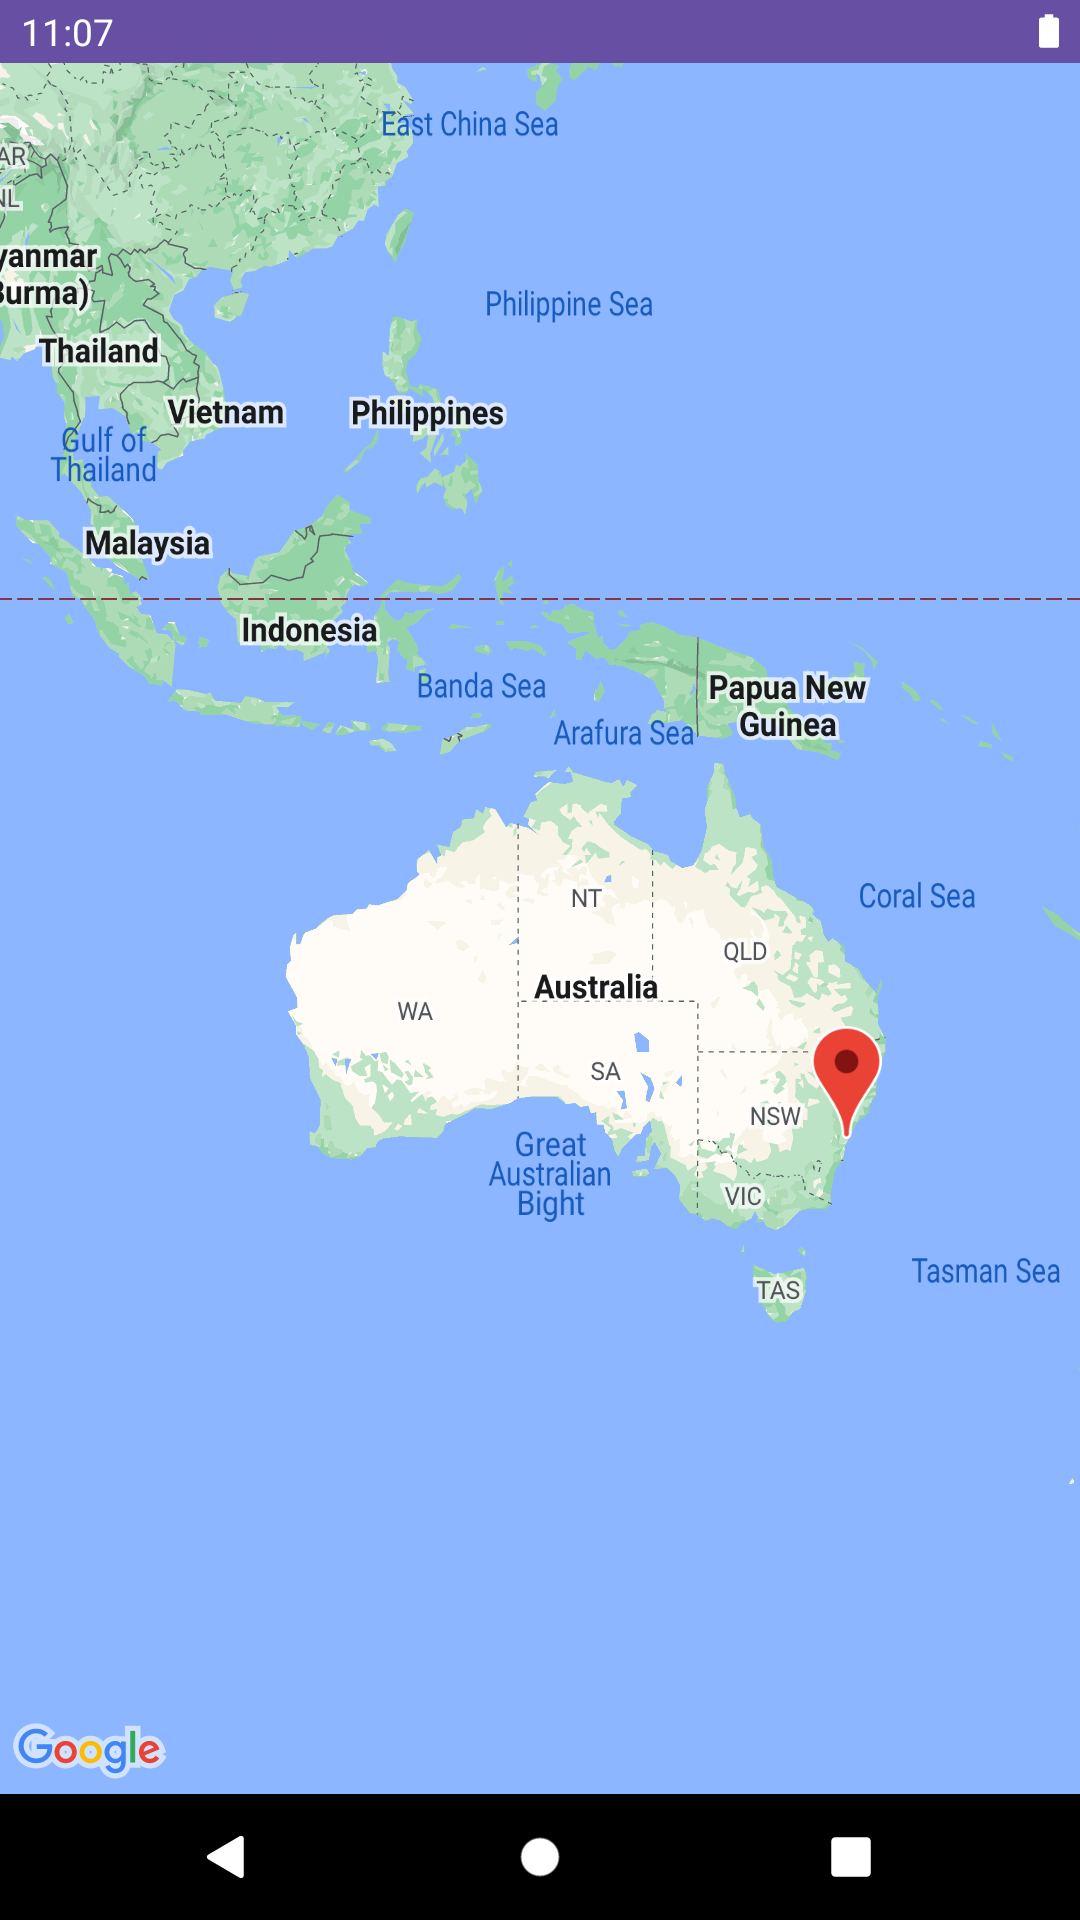 11:07
East China Sea
AR
NL
yanmar
Burma)
Philippine Sea
Thailand
Vietnam
Philippines
Gulf of
Thailand
Malaysia
Indonesia
Banda Sea
Papua New
Guinea
Arafura Sea
NT
Coral Sea
QLD
Australia
WA
SA
NSW
Great
Australian
Bight
VIC
Tasman Sea
TAS
Google